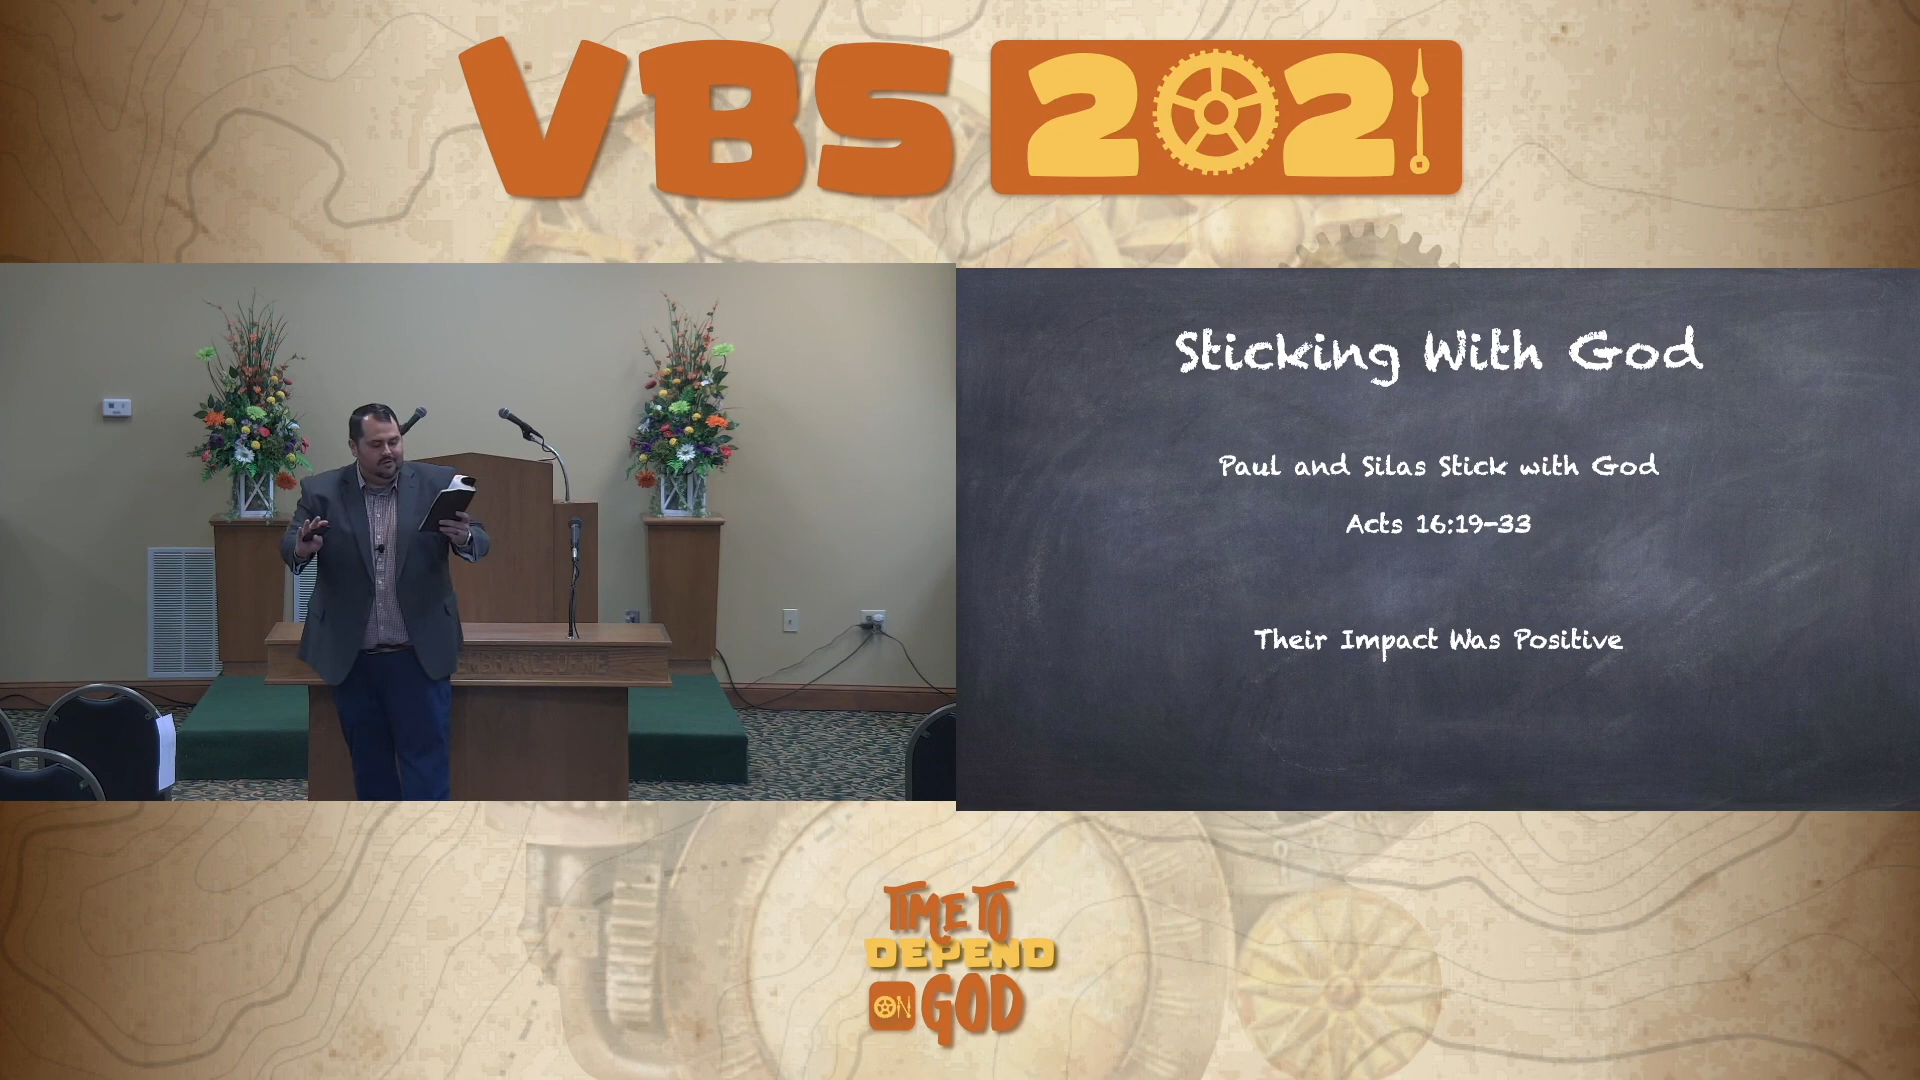 VBS 2021
Sticking With God
Paul and Silas Stick with God
Acts 16:19-33
Their Impact Was Positive
TIME TO
DEPEND
ON GOD